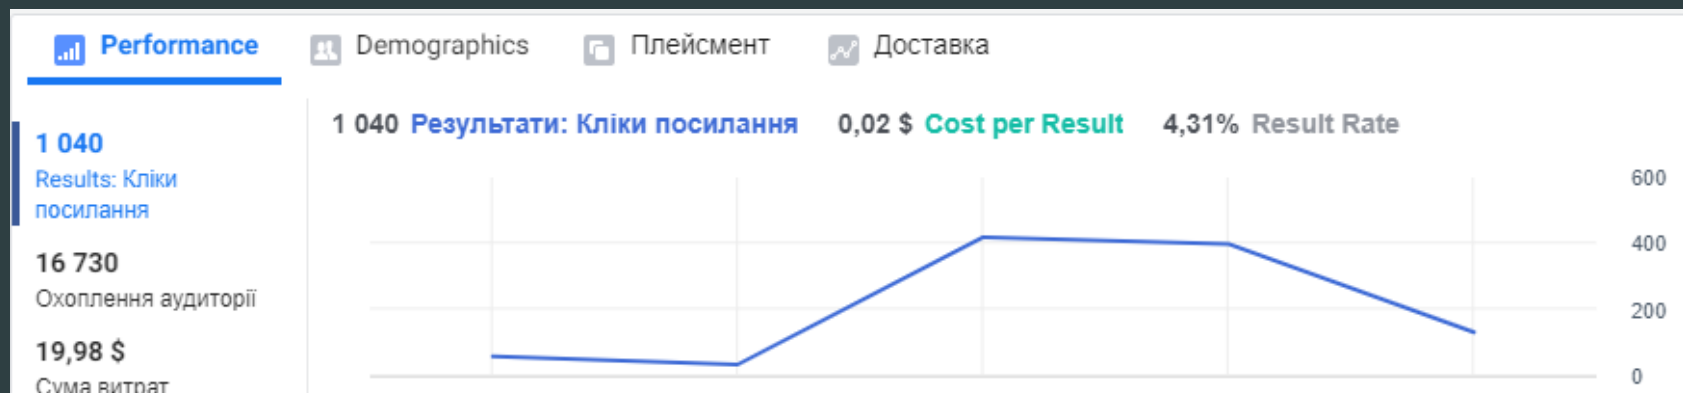 Performance
Demographics
Плейсмент
Доставка
1 040
Results: Кліки
посилання
16 730
Охоплення аудиторії
19,98 $
Сума витрат
1 040 Результати: Кліки посилання 0,02 $ Cost per Result 4,31% Result Rate
600
400
200
0